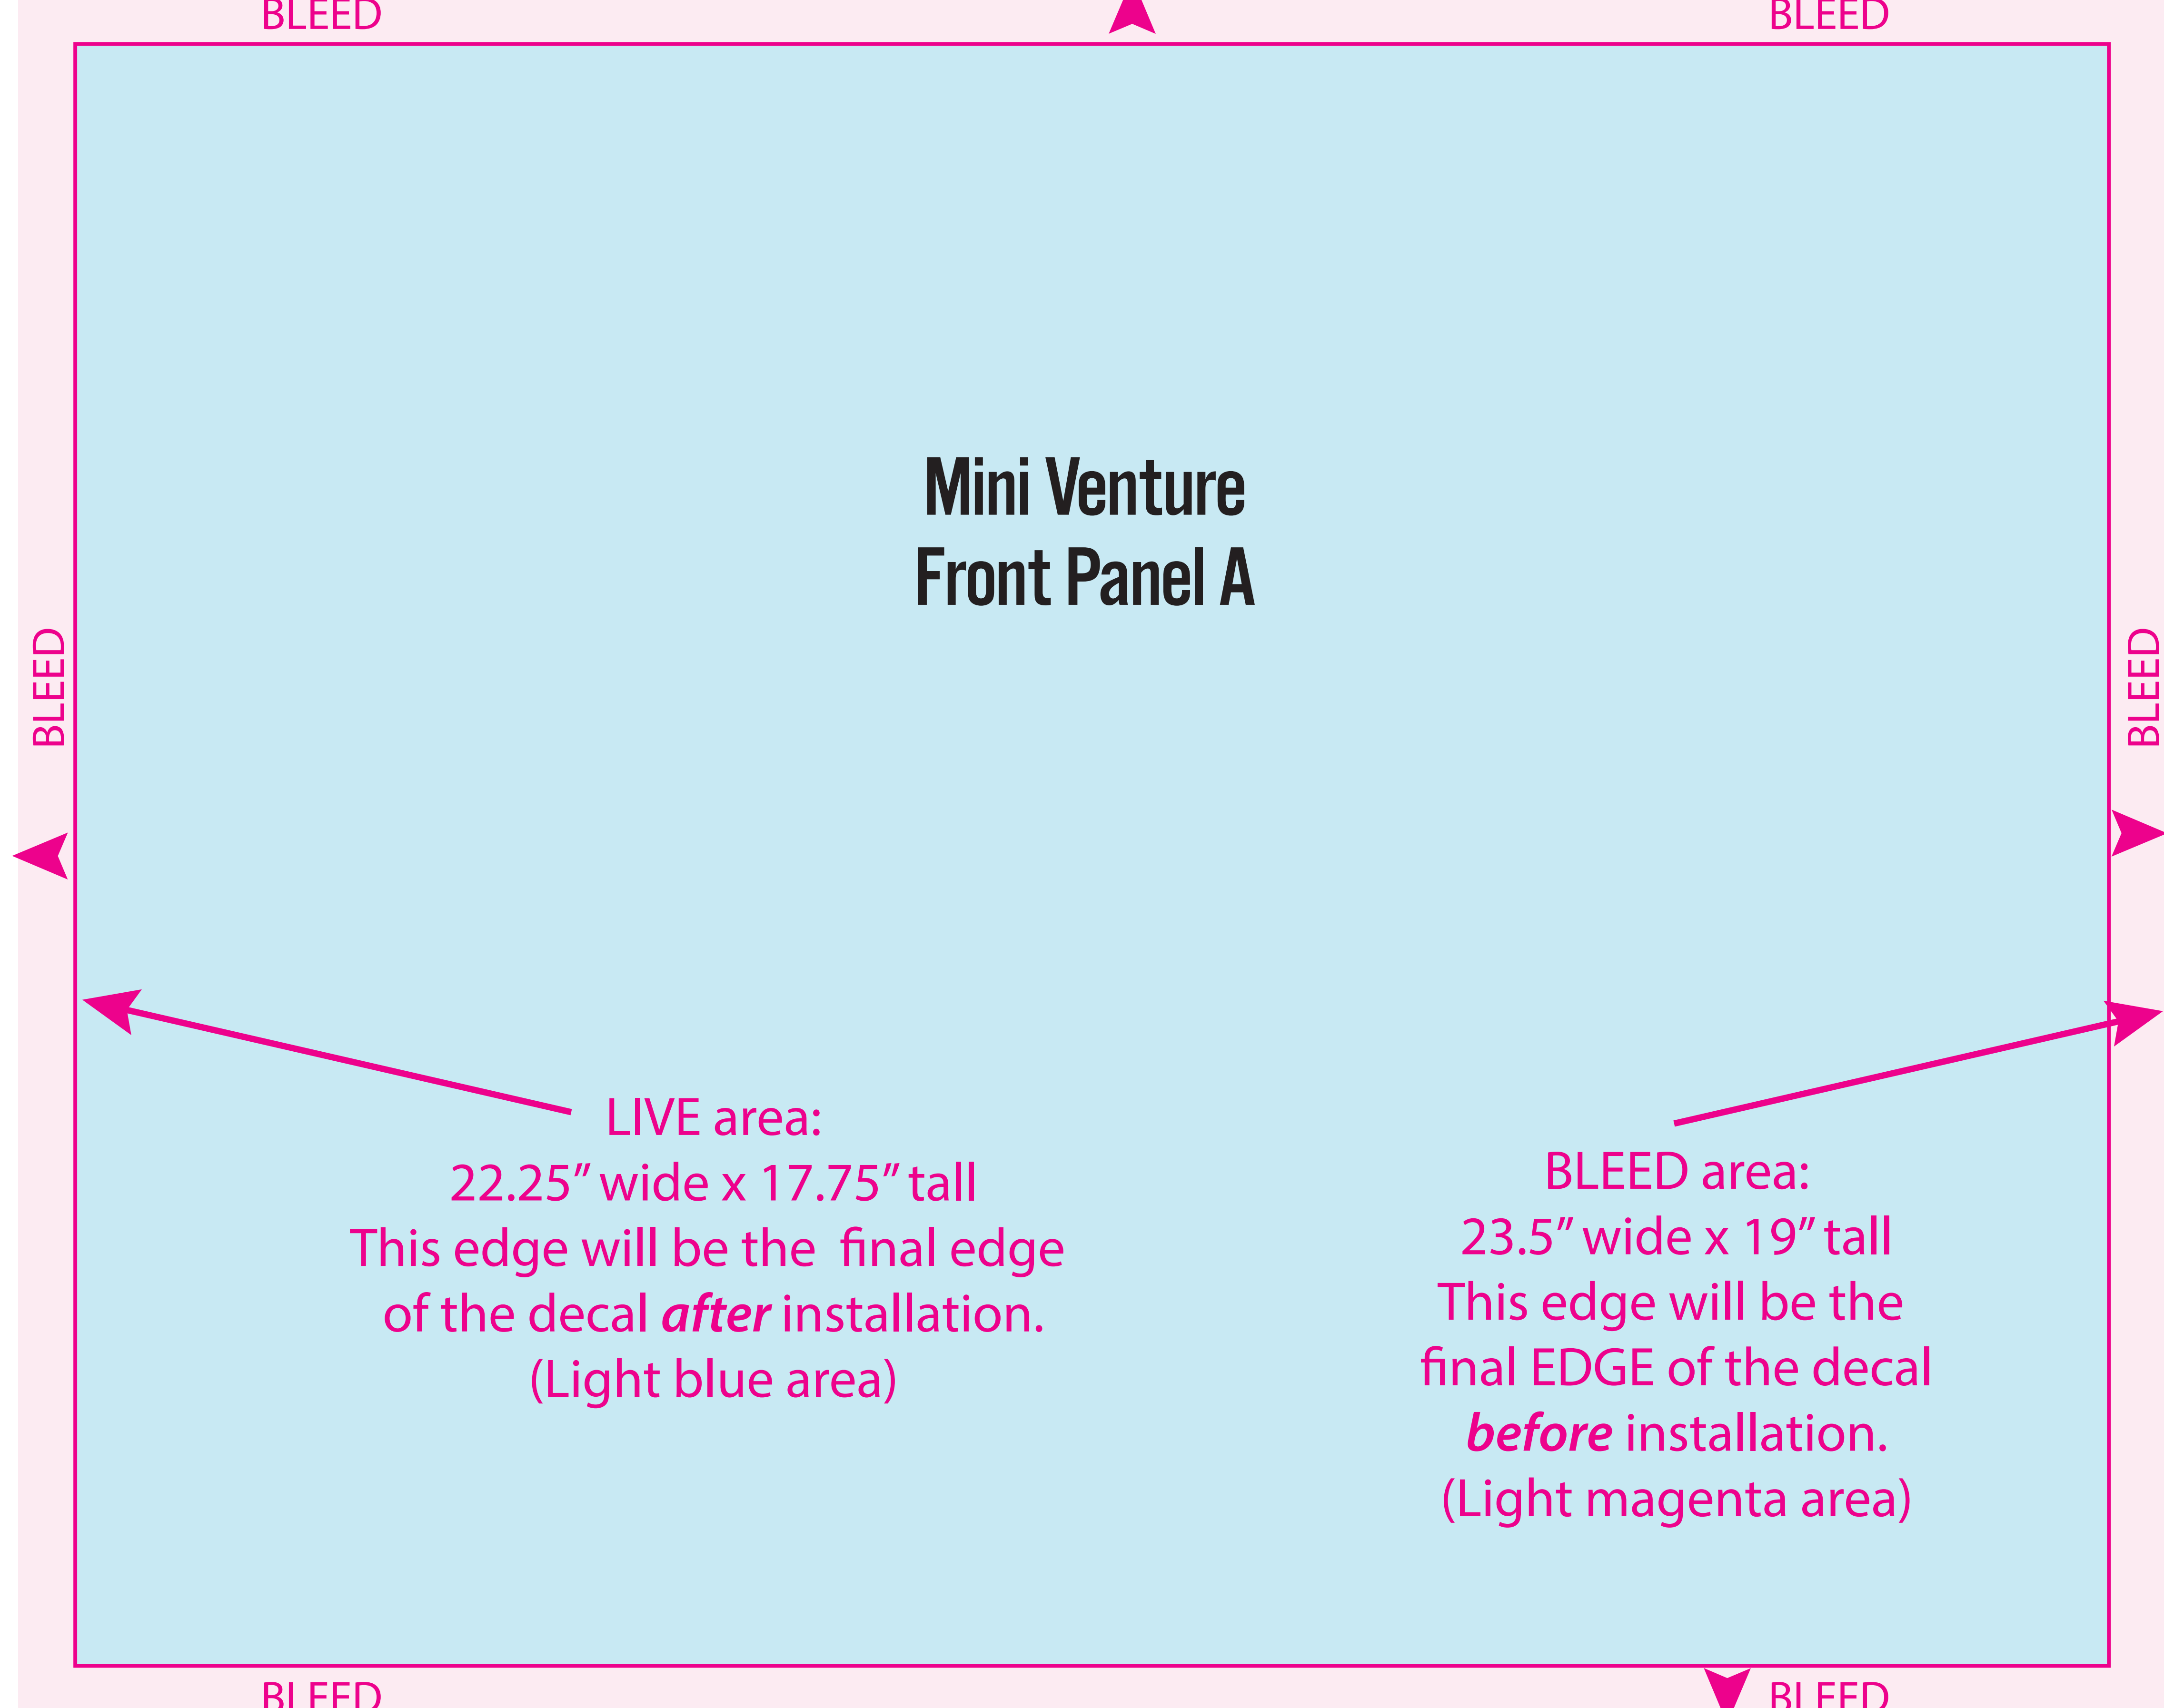 BLEED
BLEED
Mini Venture
Front Panel A
BLEED
BLEED
LIVE area:
22.25” wide x 17.75” tall
This edge will be the  final edge
of the decal after installation.
(Light blue area)
BLEED area:
23.5” wide x 19” tall
This edge will be the
final EDGE of the decal
before installation.
(Light magenta area)
BLEED
BLEED